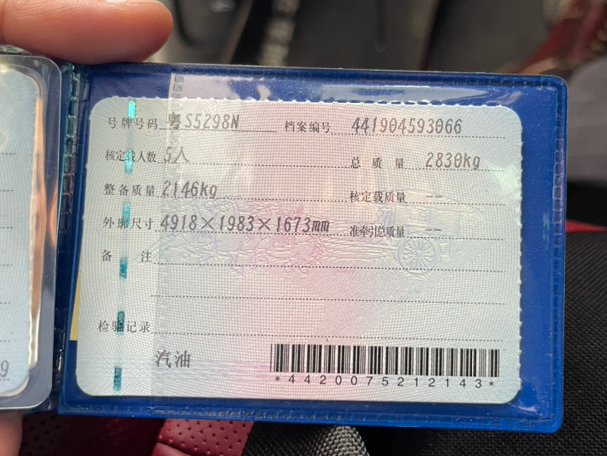 号牌号码 粤S5298N 档案编号 441904593066
核定载人数 5人 总质量 2830kg
整备质量 2146kg 核定载质量 --
外廓尺寸 4918×1983×1673mm 准牵引总质量 --
备注
检验记录
汽油
*4420075212143*
9